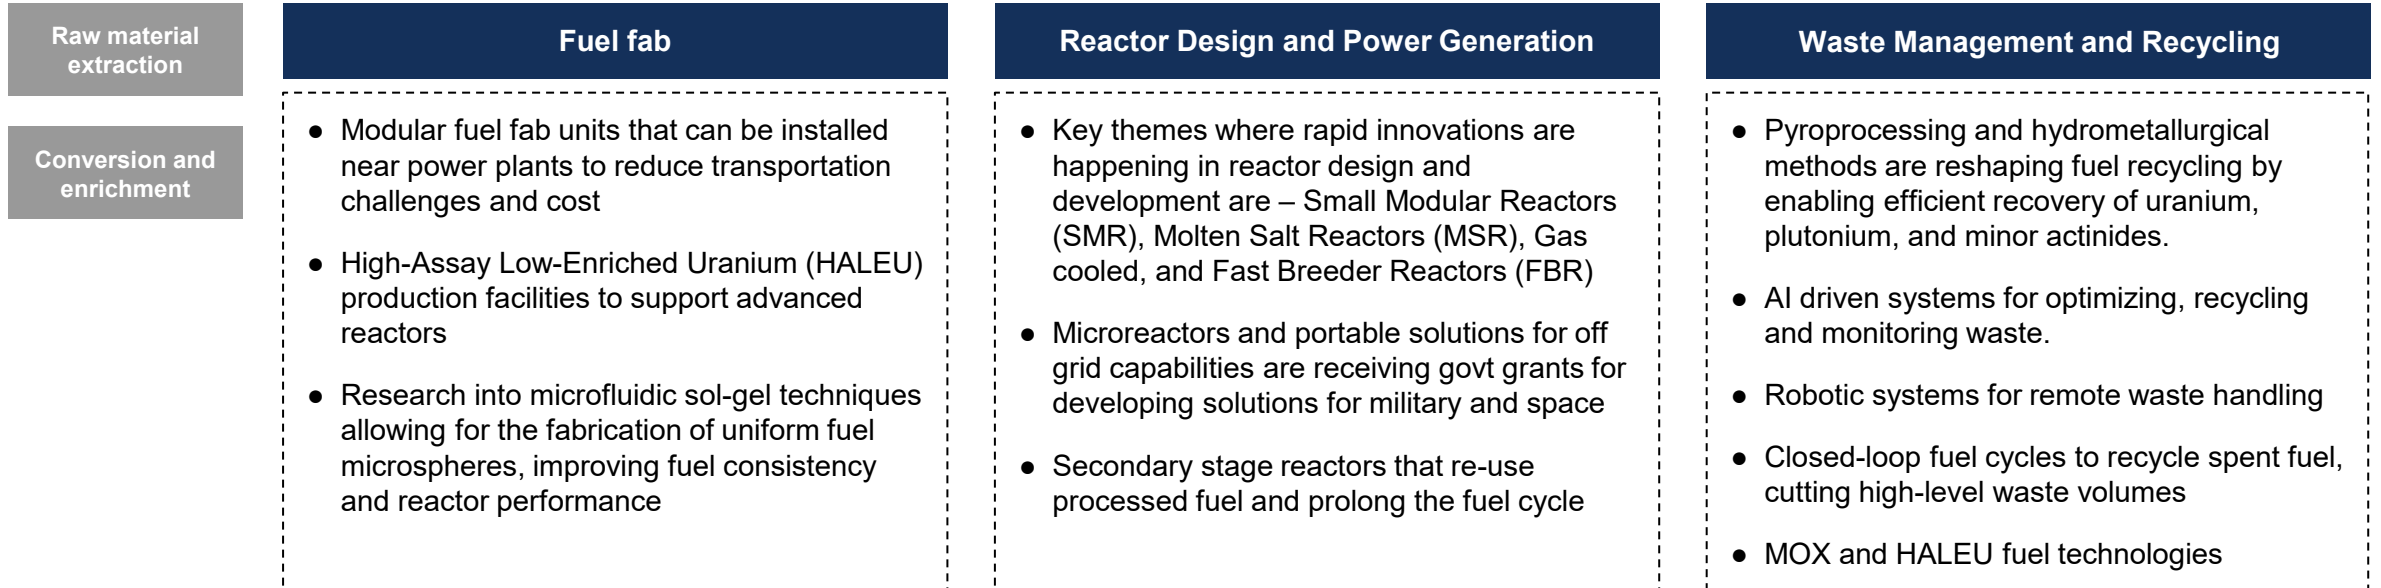 Raw material
extraction
Conversion and
enrichment
Fuel fab
● Modular fuel fab units that can be installed
near power plants to reduce transportation
challenges and cost
● High-Assay Low-Enriched Uranium (HALEU)
production facilities to support advanced
reactors
● Research into microfluidic sol-gel techniques
allowing for the fabrication of uniform fuel
microspheres, improving fuel consistency
and reactor performance
Reactor Design and Power Generation
● Key themes where rapid innovations are
happening in reactor design and
development are – Small Modular Reactors
(SMR), Molten Salt Reactors (MSR), Gas
cooled, and Fast Breeder Reactors (FBR)
● Microreactors and portable solutions for off
grid capabilities are receiving govt grants for
developing solutions for military and space
● Secondary stage reactors that re-use
processed fuel and prolong the fuel cycle
Waste Management and Recycling
● Pyroprocessing and hydrometallurgical
methods are reshaping fuel recycling by
enabling efficient recovery of uranium,
plutonium, and minor actinides.
● AI driven systems for optimizing, recycling
and monitoring waste.
● Robotic systems for remote waste handling
● Closed-loop fuel cycles to recycle spent fuel,
cutting high-level waste volumes
● MOX and HALEU fuel technologies